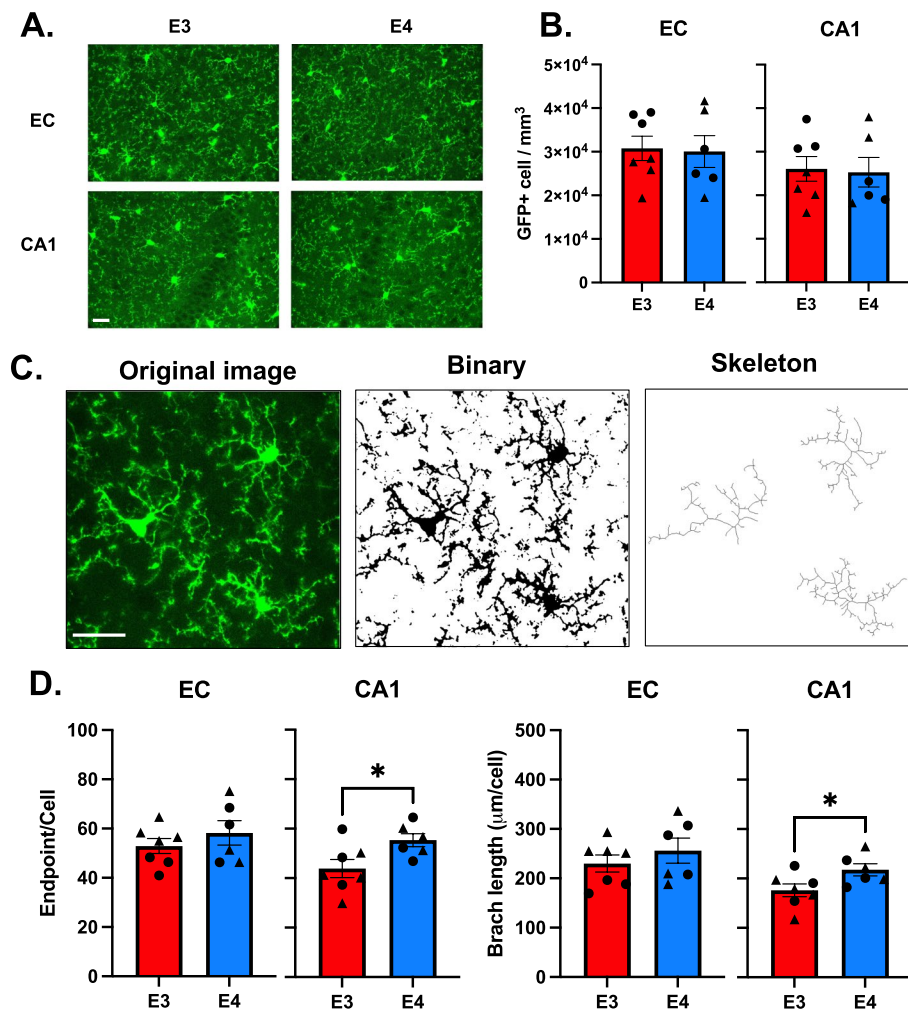 A.
E3
E4
EC
CA1
B.
EC
CA1
GFP+ cell / mm³
5×10⁴
4×10⁴
3×10⁴
2×10⁴
1×10⁴
0
E3
E4
E3
E4
C.
Original image
Binary
Skeleton
D.
EC
CA1
Endpoint/Cell
100
80
60
40
20
0
*
E3
E4
E3
E4
EC
CA1
Brach length (μm/cell)
500
400
300
200
100
0
*
E3
E4
E3
E4